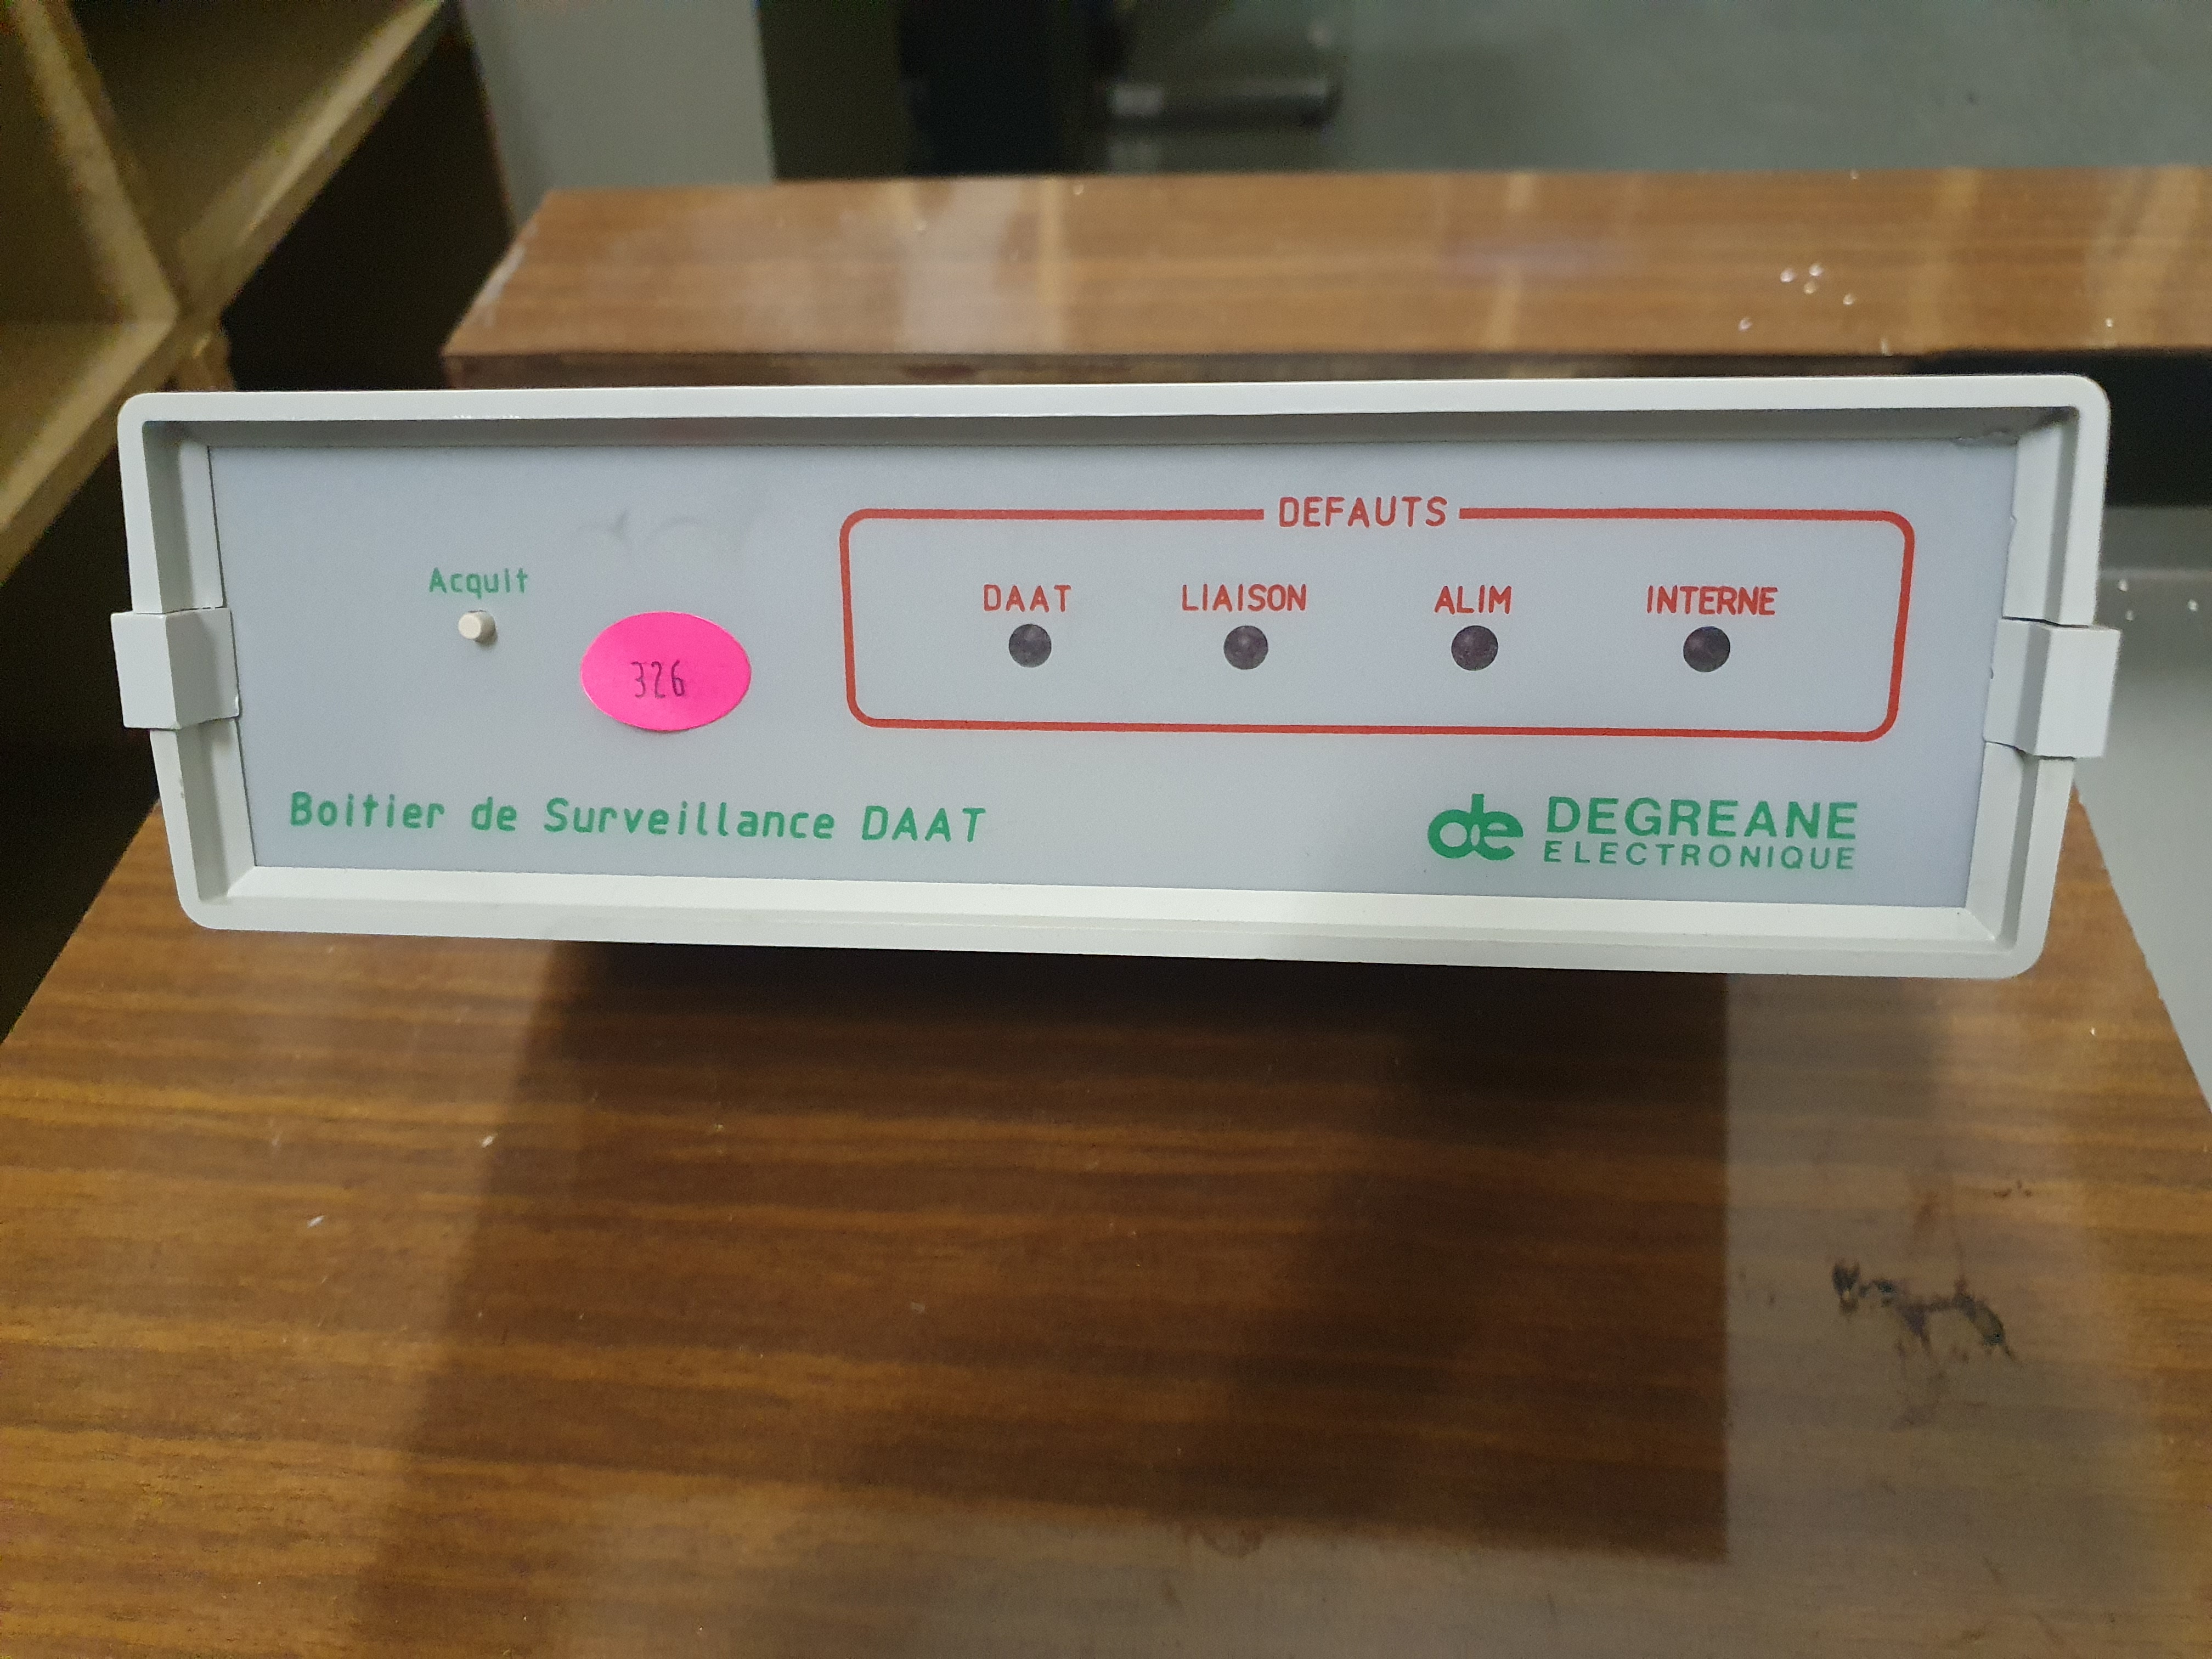 DEFAUTS
Acquit
DAAT LIAISON ALIM INTERNE
326
Boitier de Surveillance DAAT
de DEGREANE
ELECTRONIQUE